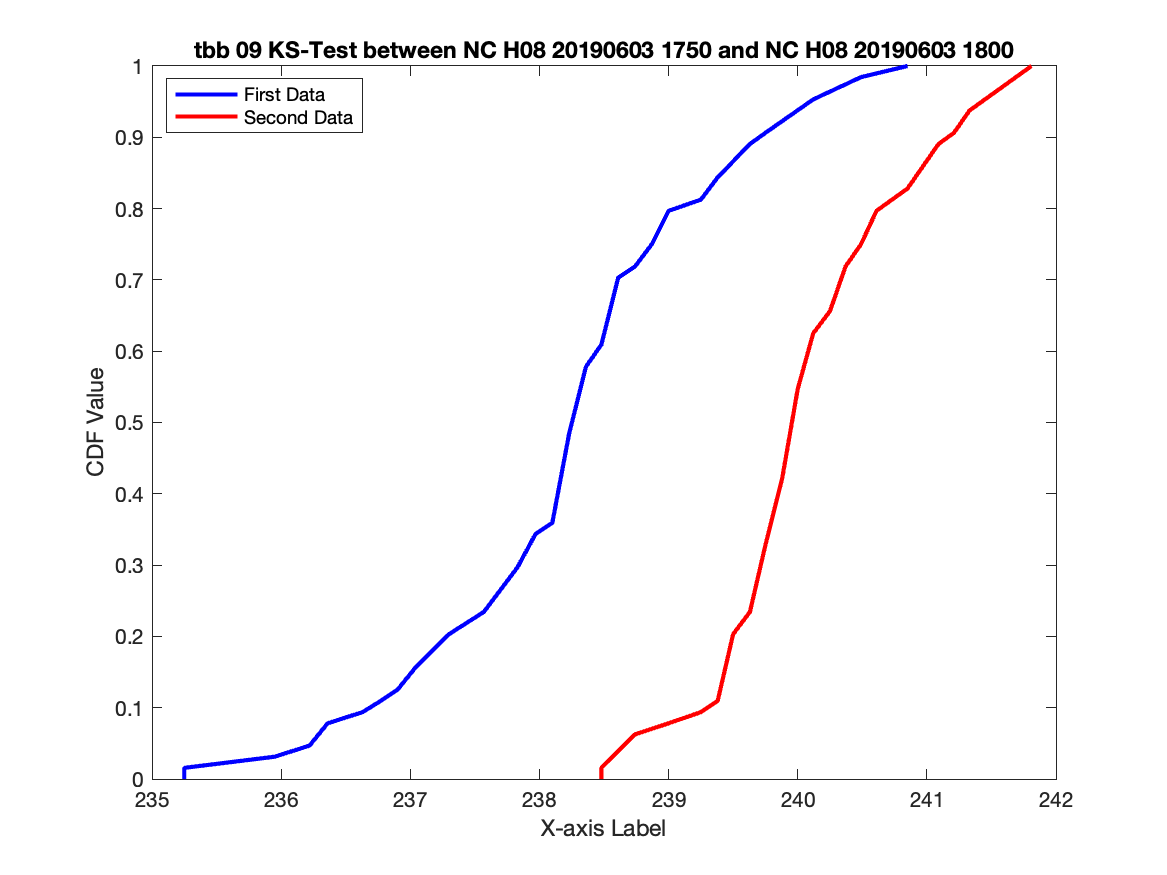 tbb 09 KS-Test between NC H08 20190603 1750 and NC H08 20190603 1800
First Data
Second Data
1
0.9
0.8
0.7
0.6
0.5
0.4
0.3
0.2
0.1
0
CDF Value
235 236 237 238 239 240 241 242
X-axis Label